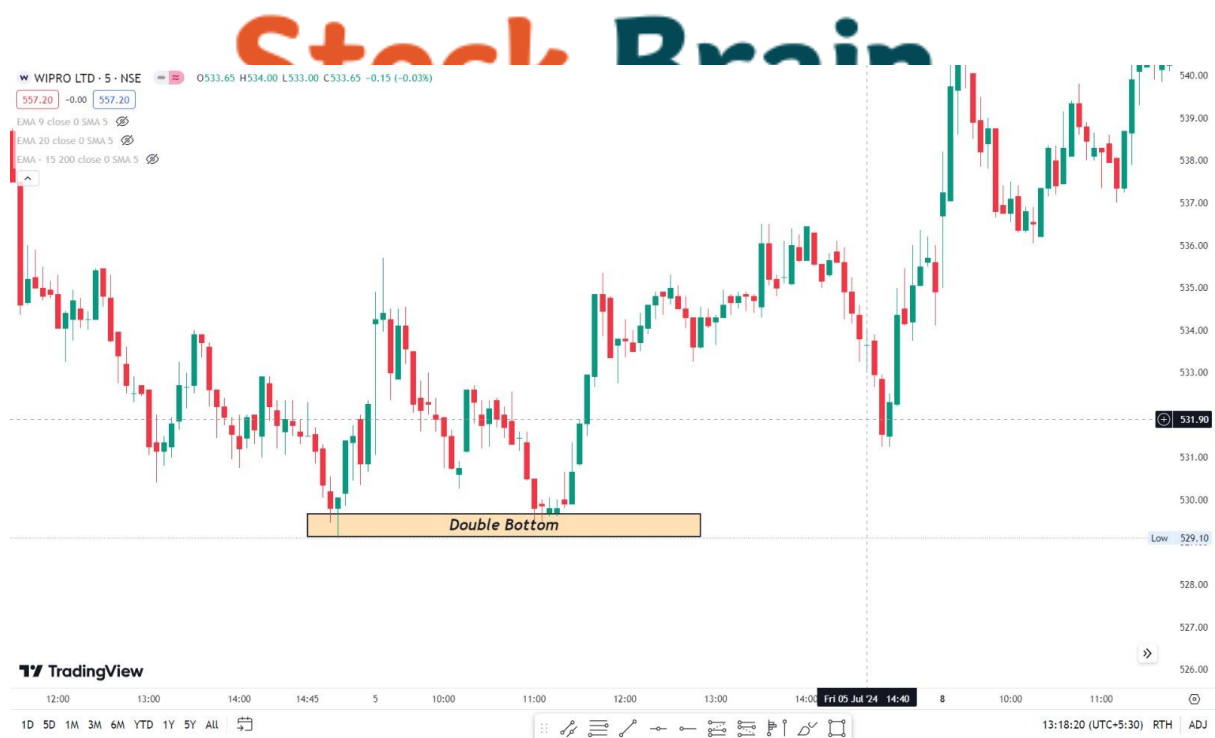 Stock Brain
WIPRO LTD · 5 · NSE
O533.65 H534.00 L533.00 C533.65 −0.15 (−0.03%)
557.20 −0.00 557.20
EMA 9 close 0 SMA 5
EMA 20 close 0 SMA 5
EMA - 15 200 close 0 SMA 5
540.00
539.00
538.00
537.00
536.00
535.00
534.00
533.00
531.90
531.00
530.00
Double Bottom
Low 529.10
528.00
527.00
526.00
TradingView
12:00 13:00 14:00 14:45 5 10:00 11:00 12:00 13:00 14:00 Fri 05 Jul '24 14:40 8 10:00 11:00
1D 5D 1M 3M 6M YTD 1Y 5Y All 13:18:20 (UTC+5:30) RTH ADJ